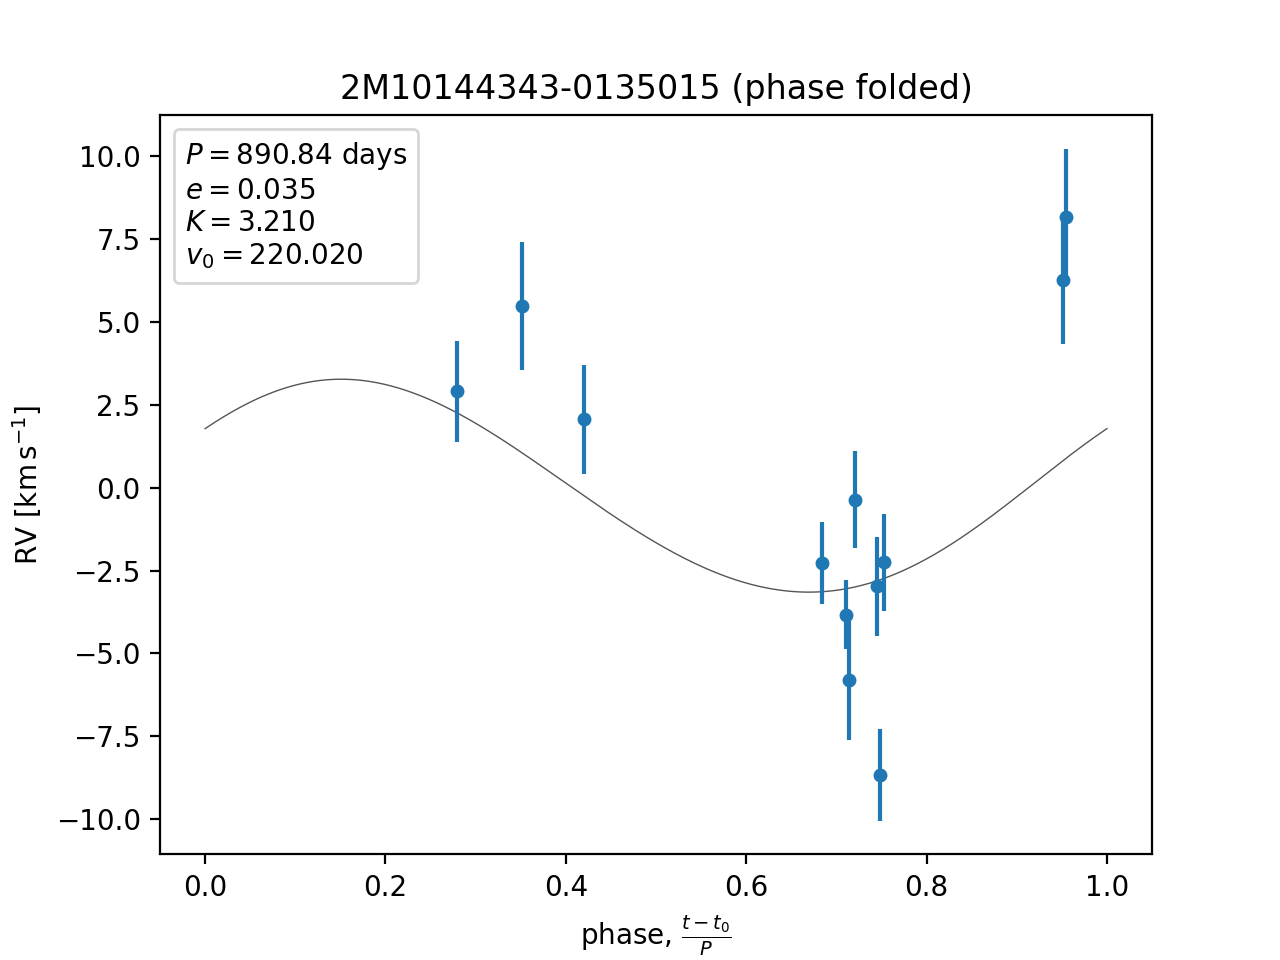 2M10144343-0135015 (phase folded)
P = 890.84 days
e = 0.035
K = 3.210
v₀ = 220.020
10.0
7.5
5.0
2.5
0.0
−2.5
−5.0
−7.5
−10.0
RV [km s⁻¹]
0.0 0.2 0.4 0.6 0.8 1.0
phase, (t − t₀)/P